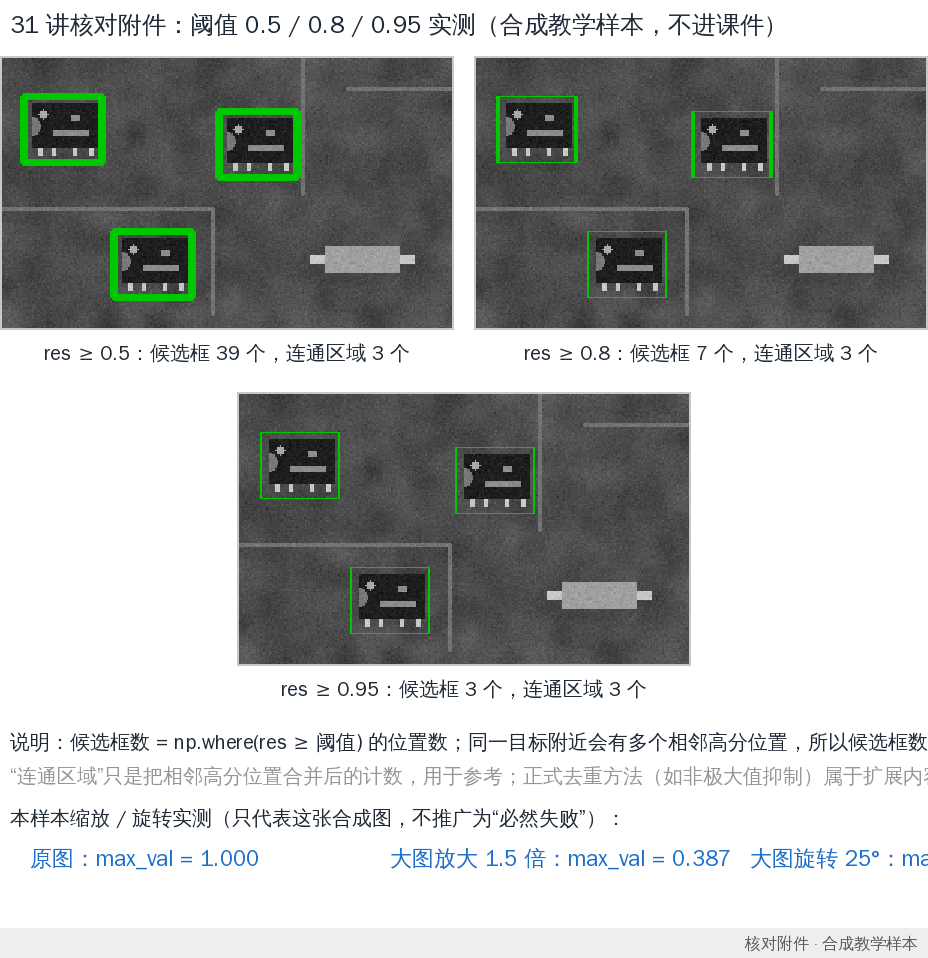 31 讲核对附件：阈值 0.5 / 0.8 / 0.95 实测（合成教学样本，不进课件）
res ≥ 0.5：候选框 39 个，连通区域 3 个
res ≥ 0.8：候选框 7 个，连通区域 3 个
res ≥ 0.95：候选框 3 个，连通区域 3 个
说明：候选框数 = np.where(res ≥ 阈值) 的位置数；同一目标附近会有多个相邻高分位置，所以候选框数
“连通区域”只是把相邻高分位置合并后的计数，用于参考；正式去重方法（如非极大值抑制）属于扩展内容
本样本缩放 / 旋转实测（只代表这张合成图，不推广为“必然失败”）：
原图：max_val = 1.000
大图放大 1.5 倍：max_val = 0.387
大图旋转 25°：ma
核对附件 · 合成教学样本